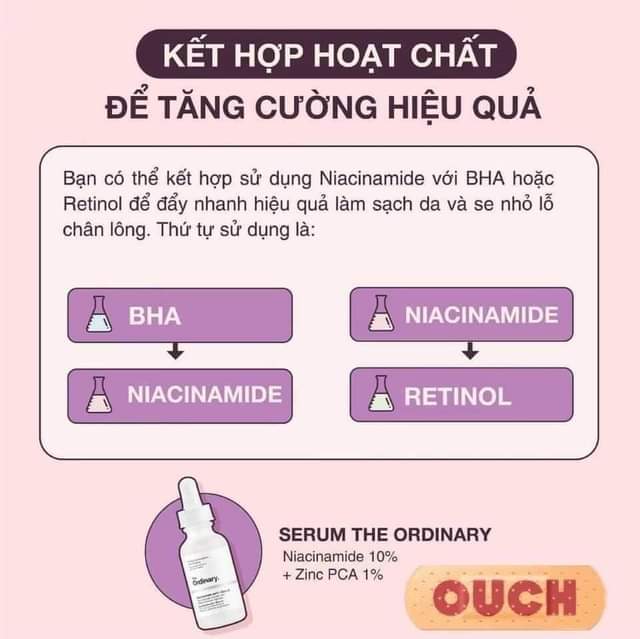 KẾT HỢP HOẠT CHẤT
ĐỂ TĂNG CƯỜNG HIỆU QUẢ
Bạn có thể kết hợp sử dụng Niacinamide với BHA hoặc
Retinol để đẩy nhanh hiệu quả làm sạch da và se nhỏ lỗ
chân lông. Thứ tự sử dụng là:
BHA
NIACINAMIDE
NIACINAMIDE
RETINOL
SERUM THE ORDINARY
Niacinamide 10%
+ Zinc PCA 1%
The
Ordinary.
OUCH